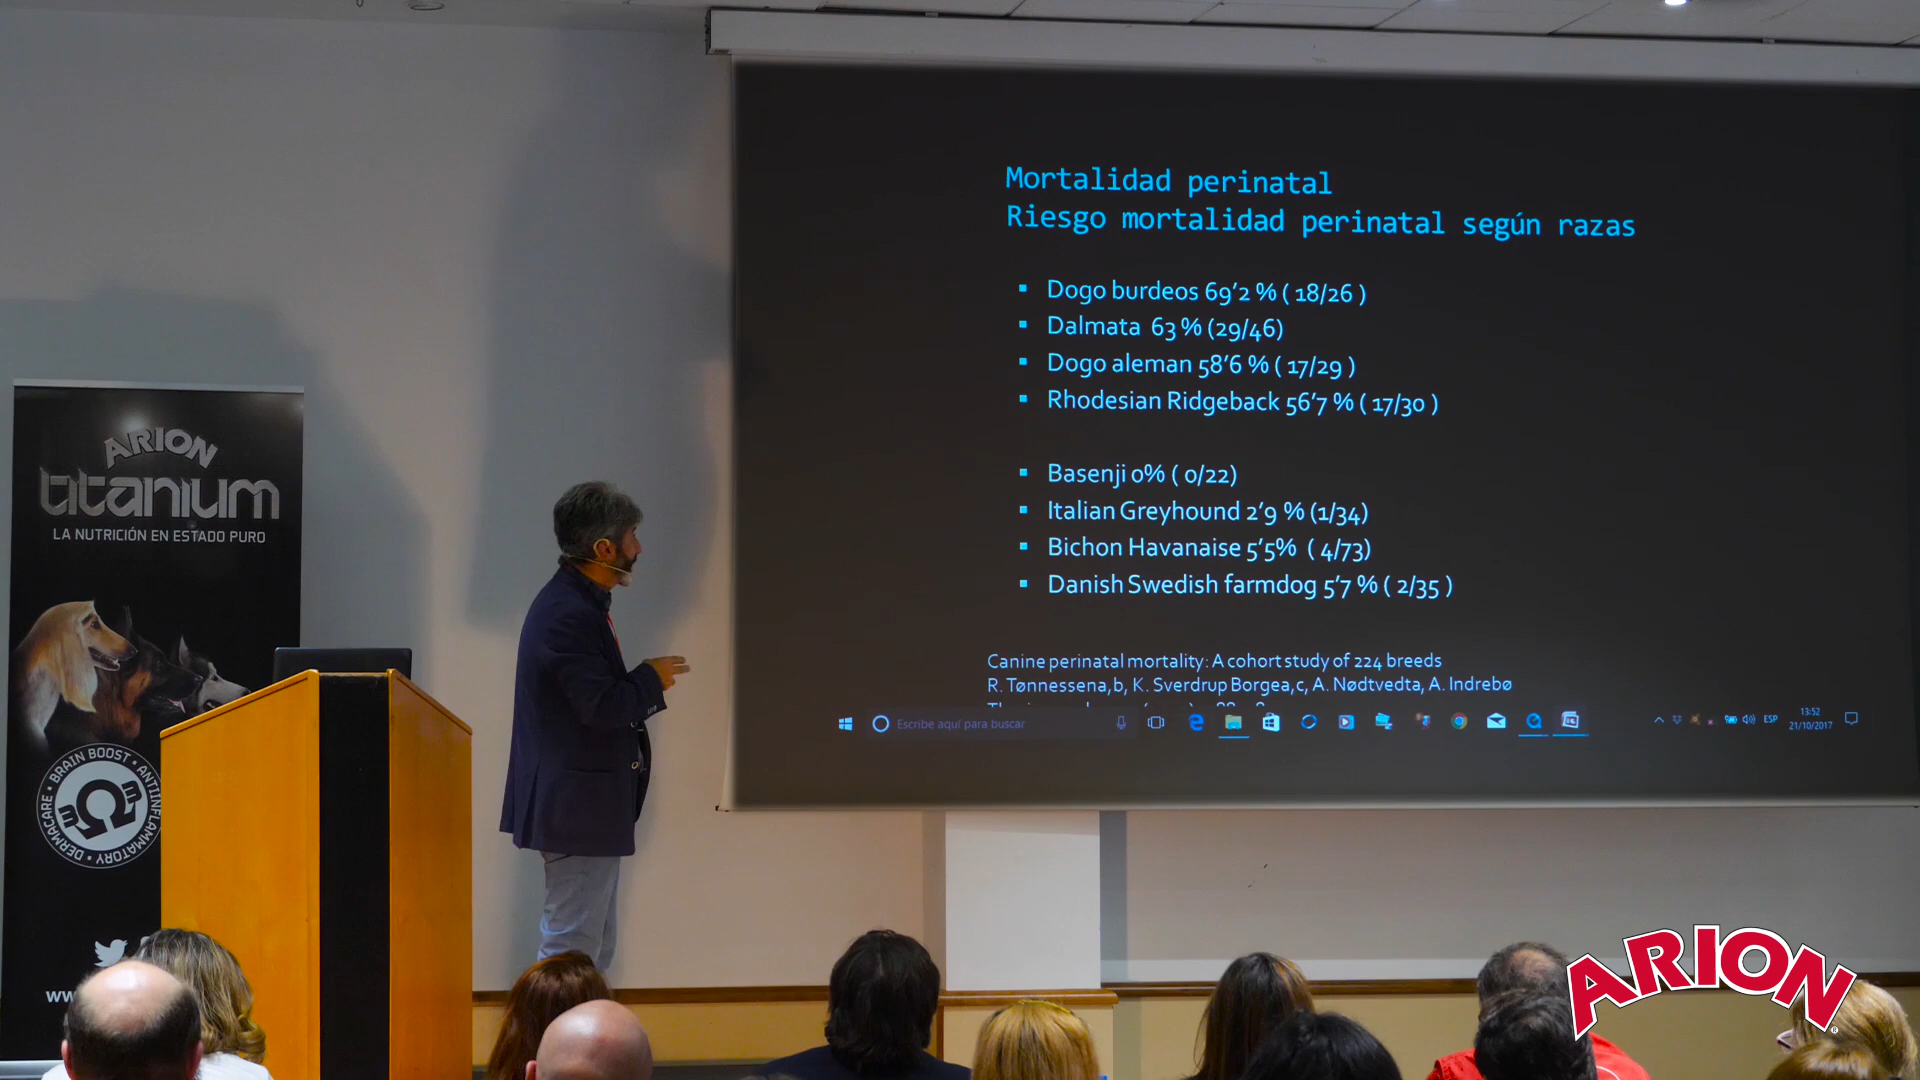 Mortalidad perinatal
Riesgo mortalidad perinatal según razas
▪ Dogo burdeos 69’2 % ( 18/26 )
▪ Dalmata 63 % (29/46)
▪ Dogo aleman 58’6 % ( 17/29 )
▪ Rhodesian Ridgeback 56’7 % ( 17/30 )
▪ Basenji 0% ( 0/22)
▪ Italian Greyhound 2’9 % (1/34)
▪ Bichon Havanaise 5’5% ( 4/73)
▪ Danish Swedish farmdog 5’7 % ( 2/35 )
Canine perinatal mortality: A cohort study of 224 breeds
R. Tønnessena,b, K. Sverdrup Borgea,c, A. Nødtvedta, A. Indrebø
Escribe aquí para buscar
ESP
13:52
21/10/2017
ARION
titanium
LA NUTRICIÓN EN ESTADO PURO
BRAIN BOOST • ANTIINFLAMMATORY • DERMACARE •
3Ω3
ww
ARION
®